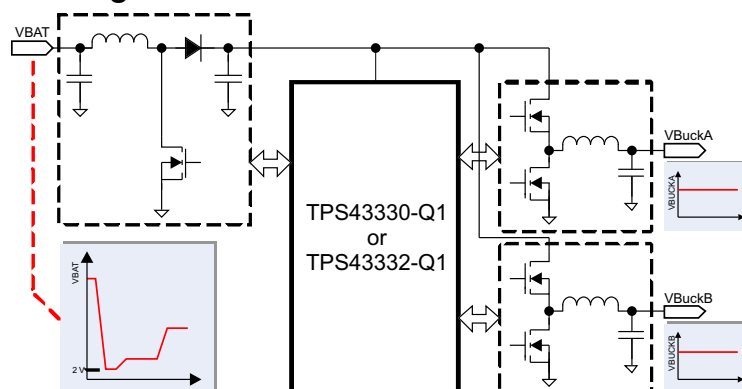 VBAT
VBuckA
TPS43330-Q1
or
TPS43332-Q1
VBUCKA
VBAT
2 V
VBuckB
VBUCKB